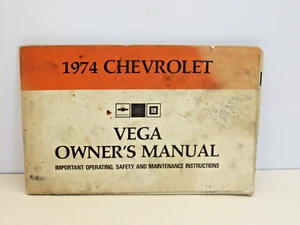 1974 CHEVROLET
VEGA
OWNER'S MANUAL
IMPORTANT OPERATING, SAFETY AND MAINTENANCE INSTRUCTIONS